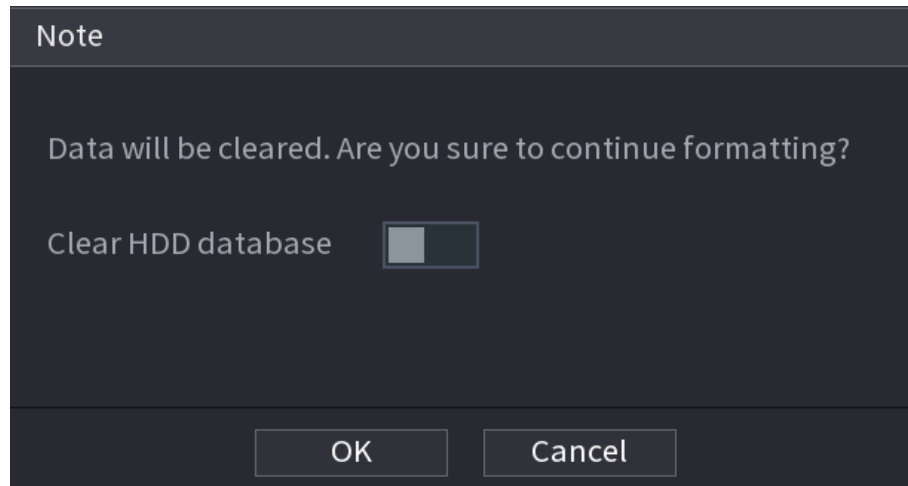 Note
Data will be cleared. Are you sure to continue formatting?
Clear HDD database
OK
Cancel